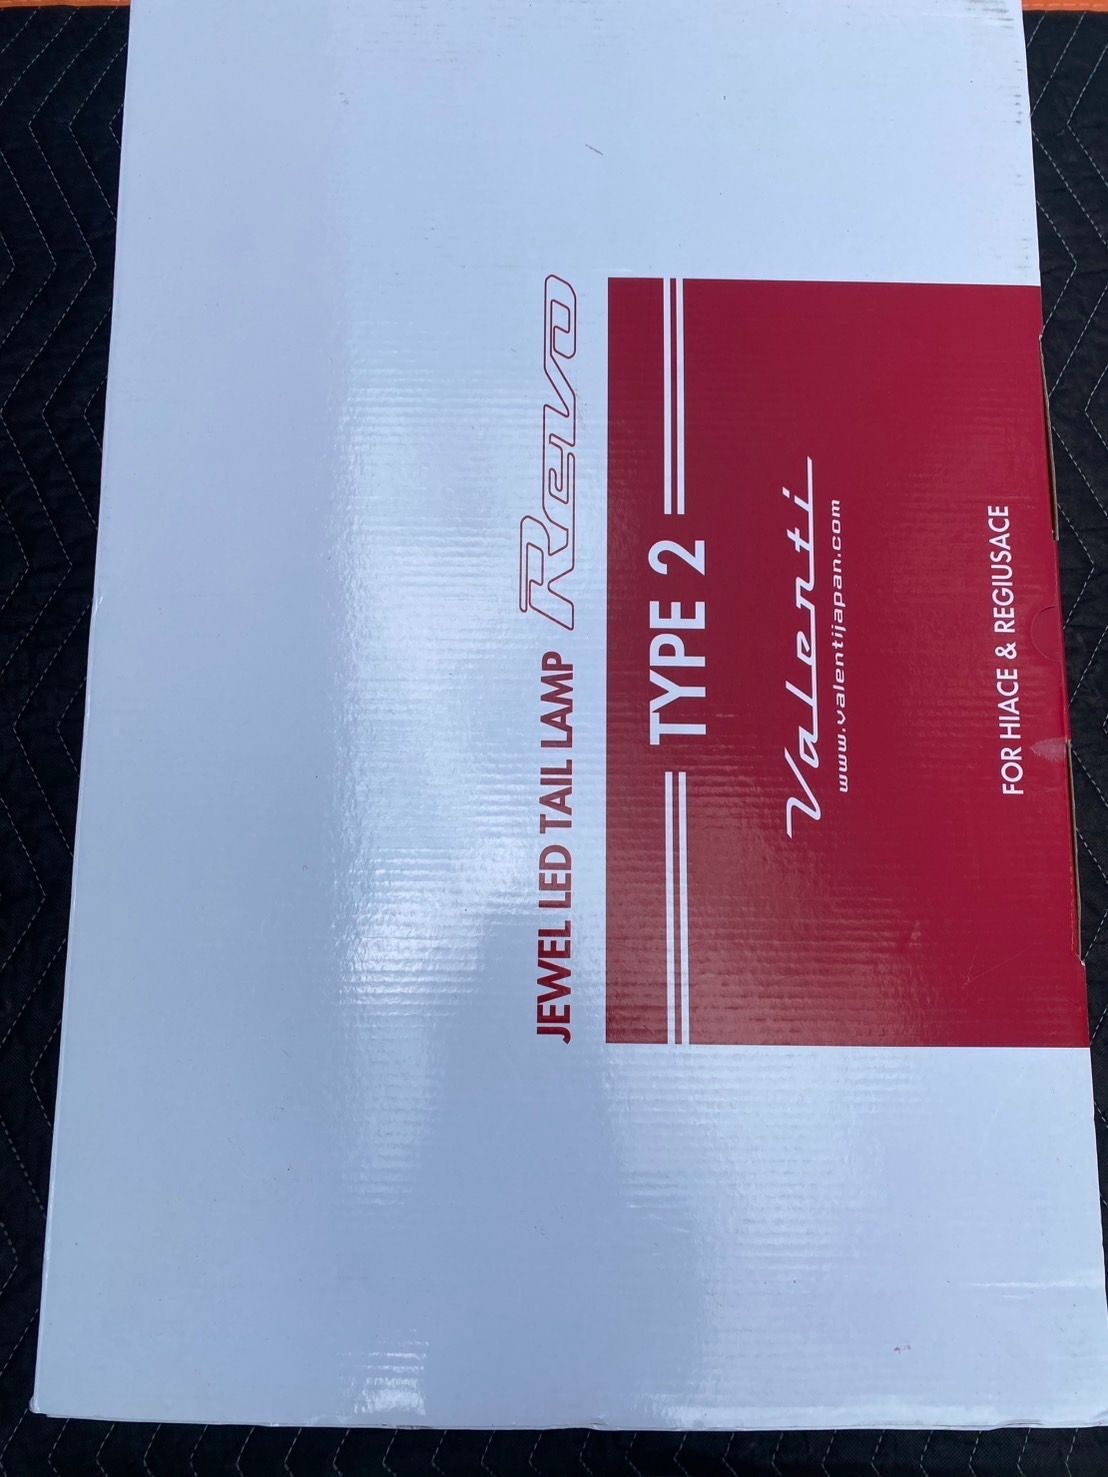 JEWEL LED TAIL LAMP Revo
TYPE 2
Valenti
www.valentijapan.com
FOR HIACE & REGIUSACE